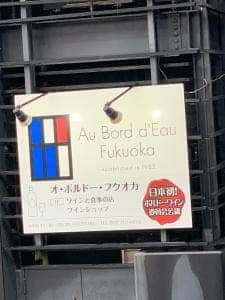 Au Bord d'Eau
Fukuoka
オ・ボルドー・フクオカ
ワインと食事の店
ワインショップ
日本初!
ボルドーワイン
委員会公認